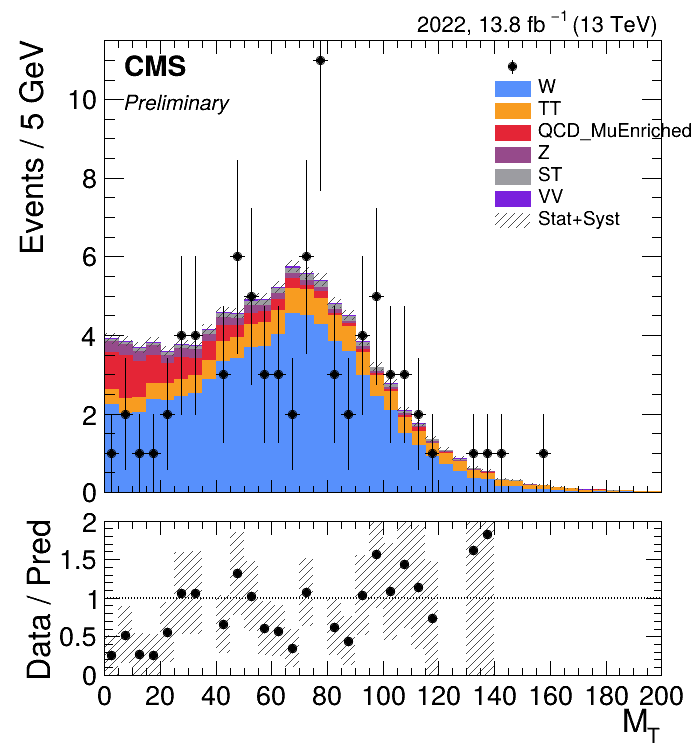 2022, 13.8 fb⁻¹ (13 TeV)
CMS
Preliminary
W
TT
QCD_MuEnriched
Z
ST
VV
Stat+Syst
Events / 5 GeV
10
8
6
4
2
0
Data / Pred
2
1.5
1
0.5
0
0 20 40 60 80 100 120 140 160 180 200
M_T